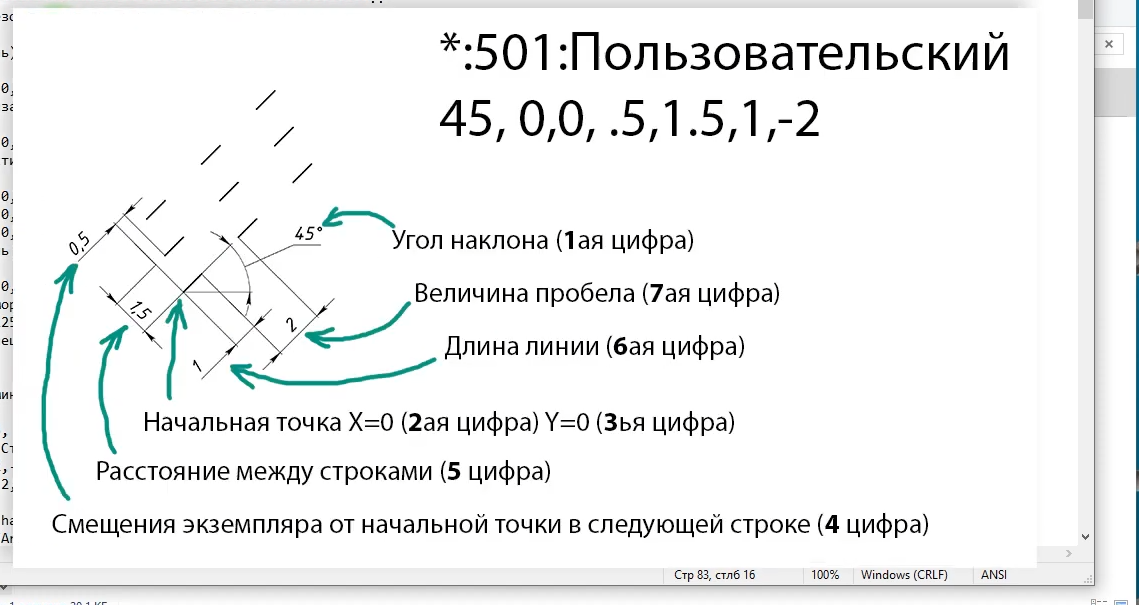 *:501:Пользовательский
45, 0,0, .5,1.5,1,-2
0,5
45°
Угол наклона (1ая цифра)
1,5
2
Величина пробела (7ая цифра)
1
Длина линии (6ая цифра)
Начальная точка X=0 (2ая цифра) Y=0 (3ья цифра)
Расстояние между строками (5 цифра)
Смещения экземпляра от начальной точки в следующей строке (4 цифра)
Стр 83, стлб 16 100% Windows (CRLF) ANSI